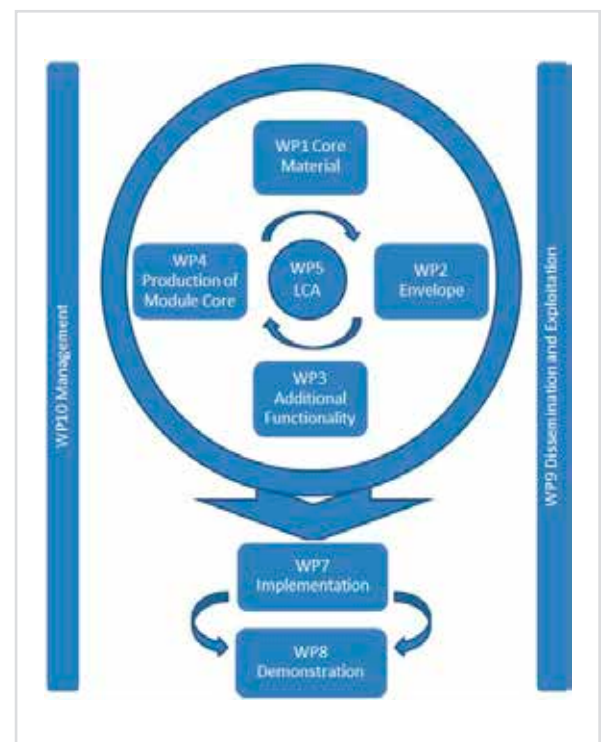 WP1 Core
Material
WP4
Production of
Module Core
WP5
LCA
WP2
Envelope
WP3
Additional
Functionality
WP10 Management
WP9 Dissemination and Exploitation
WP7
Implementation
WP8
Demonstration